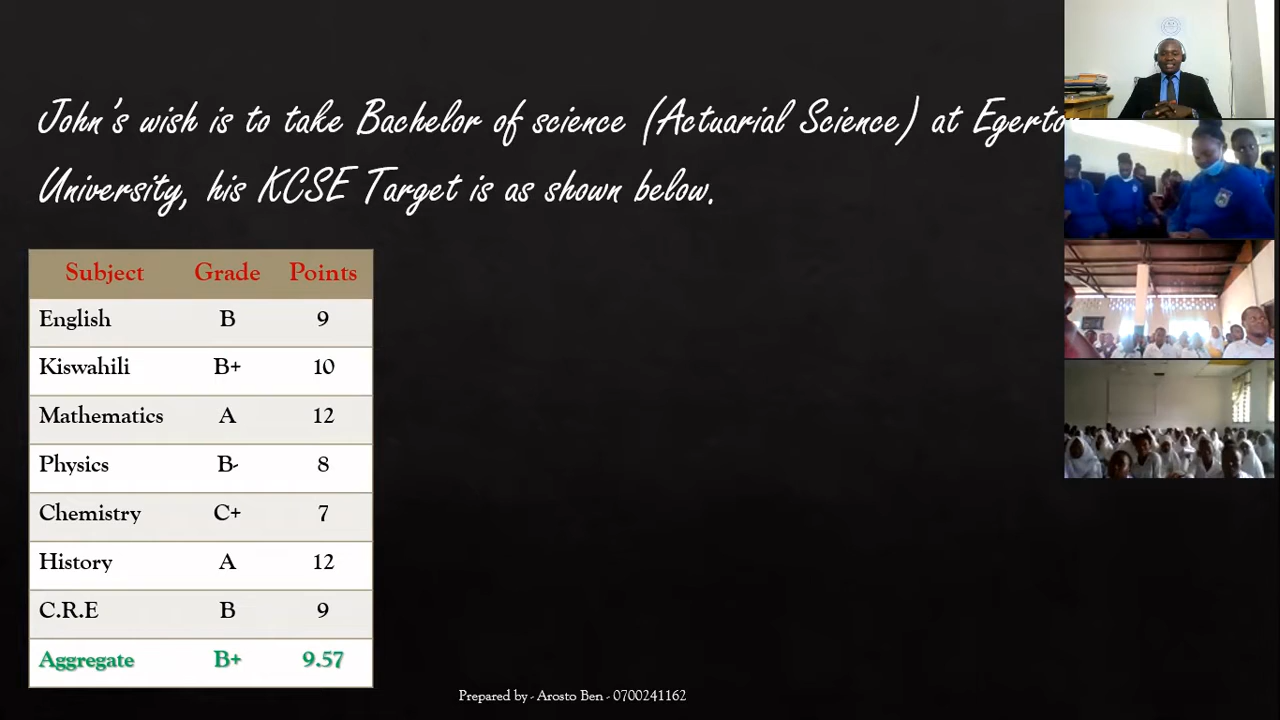 John's wish is to take Bachelor of science (Actuarial Science) at Egerto
University, his KCSE Target is as shown below.
Subject Grade Points
English B 9
Kiswahili B+ 10
Mathematics A 12
Physics B- 8
Chemistry C+ 7
History A 12
C.R.E B 9
Aggregate B+ 9.57
Prepared by - Arosto Ben - 0700241162